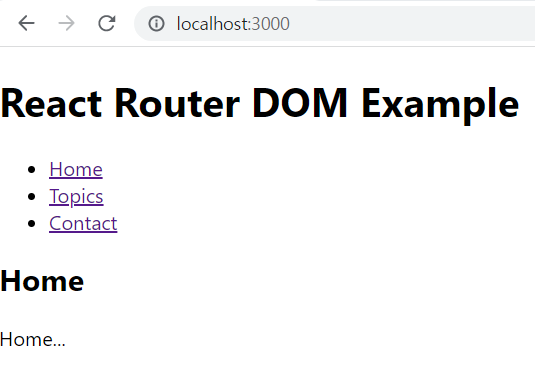 localhost:3000
React Router DOM Example
Home
Topics
Contact
Home
Home...